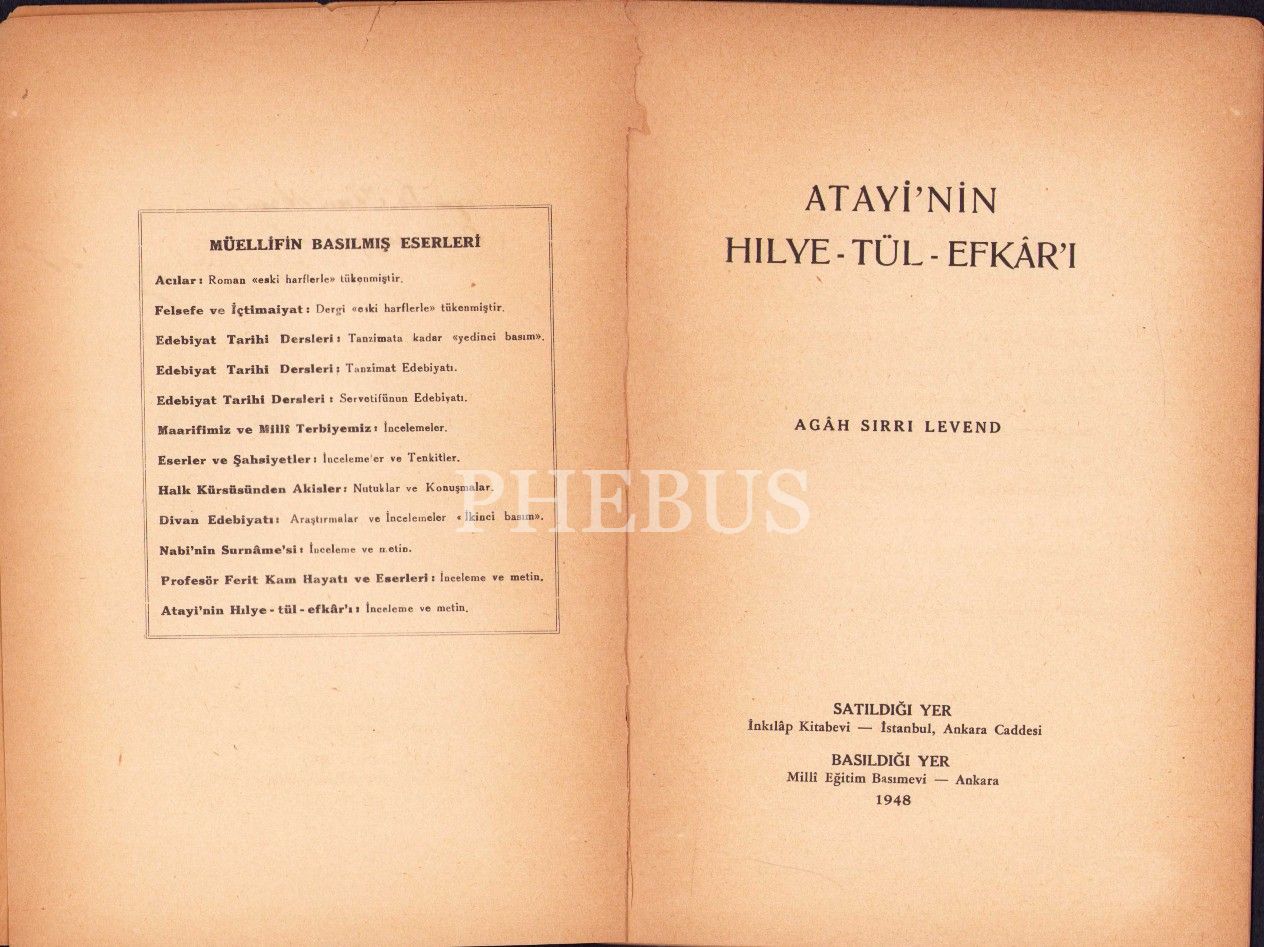 MÜELLİFİN BASILMIŞ ESERLERİ
Acılar: Roman «eski harflerle» tükenmiştir.
Felsefe ve İçtimaiyat: Dergi «eski harflerle» tükenmiştir.
Edebiyat Tarihi Dersleri: Tanzimata kadar «yedinci basım».
Edebiyat Tarihi Dersleri: Tanzimat Edebiyatı.
Edebiyat Tarihi Dersleri: Servetifünun Edebiyatı.
Maarifimiz ve Millî Terbiyemiz: İncelemeler.
Eserler ve Şahsiyetler: İnceleme'er ve Tenkitler.
Halk Kürsüsünden Akisler: Nutuklar ve Konuşmalar.
Divan Edebiyatı: Araştırmalar ve İncelemeler «İkinci basım».
Nabi'nin Surnâme'si: İnceleme ve metin.
Profesör Ferit Kam Hayatı ve Eserleri: İnceleme ve metin.
Atayi'nin Hılye-tül-efkâr'ı: İnceleme ve metin.
PHEBUS
ATAYİ'NİN
HILYE-TÜL-EFKÂR'I
AGÂH SIRRI LEVEND
SATILDIĞI YER
İnkılâp Kitabevi — İstanbul, Ankara Caddesi
BASILDIĞI YER
Millî Eğitim Basımevi — Ankara
1948